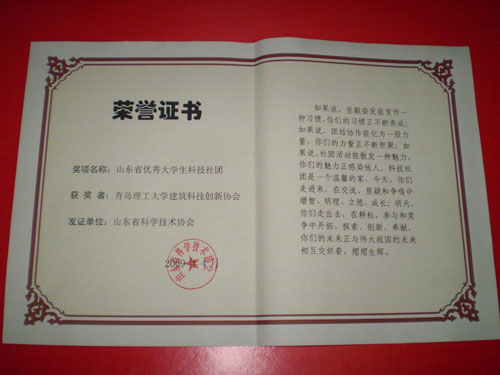 荣誉证书
奖项名称：山东省优秀大学生科技社团
获奖者：青岛理工大学建筑科技创新协会
发证单位：山东省科学技术协会
2009年4月
如果说，坚毅奋发能变作一
种习惯，你们的习惯正不断养成；
如果说，团结协作能化为一股力
量，你们的力量正不断积聚；如
果说，社团活动能散发一种魅力，
你们的魅力正感染他人。科技社
团是一个温馨的家，今天，你们
走进来，在交流、质疑和争鸣中
增智、明理、立德、成长；明天，
你们走出去，在耕耘、参与和竞
争中开拓、探索、创新、奉献。
你们的未来正与伟大祖国的未来
相互交织着，熠熠生辉。